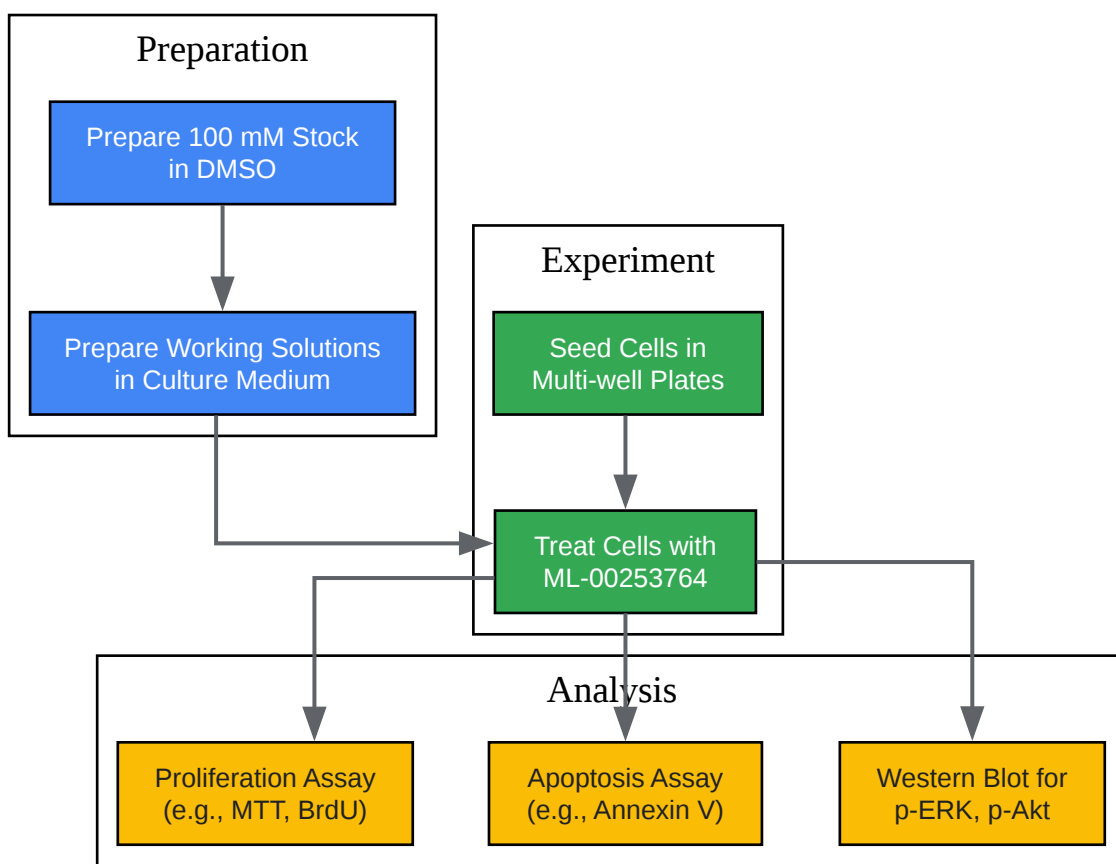 Preparation
Prepare 100 mM Stock
in DMSO
Prepare Working Solutions
in Culture Medium
Experiment
Seed Cells in
Multi-well Plates
Treat Cells with
ML-00253764
Analysis
Proliferation Assay
(e.g., MTT, BrdU)
Apoptosis Assay
(e.g., Annexin V)
Western Blot for
p-ERK, p-Akt